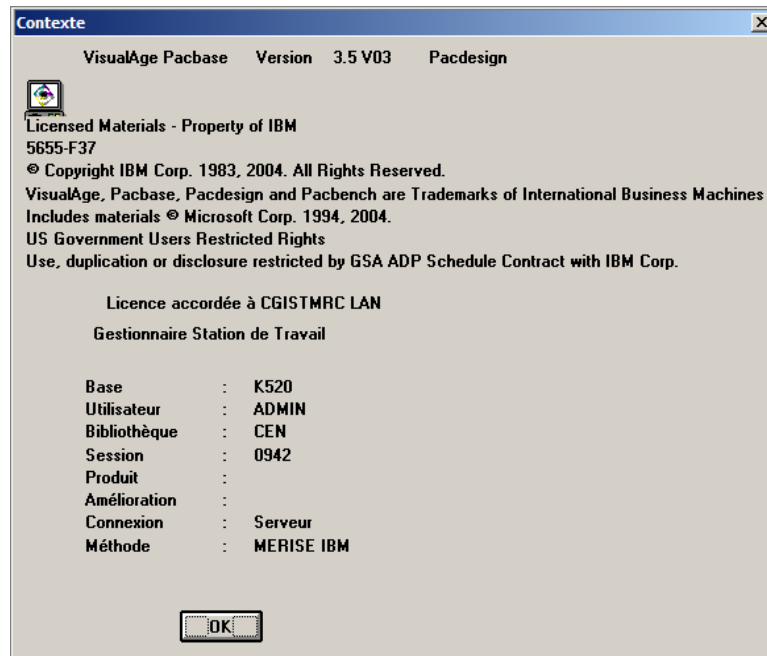 Contexte
VisualAge Pacbase Version 3.5 V03 Pacdesign
Licensed Materials - Property of IBM
5655-F37
© Copyright IBM Corp. 1983, 2004. All Rights Reserved.
VisualAge, Pacbase, Pacdesign and Pacbench are Trademarks of International Business Machines
Includes materials © Microsoft Corp. 1994, 2004.
US Government Users Restricted Rights
Use, duplication or disclosure restricted by GSA ADP Schedule Contract with IBM Corp.
Licence accordée à CGISTMRC LAN
Gestionnaire Station de Travail
Base : K520
Utilisateur : ADMIN
Bibliothèque : CEN
Session : 0942
Produit :
Amélioration :
Connexion : Serveur
Méthode : MERISE IBM
OK